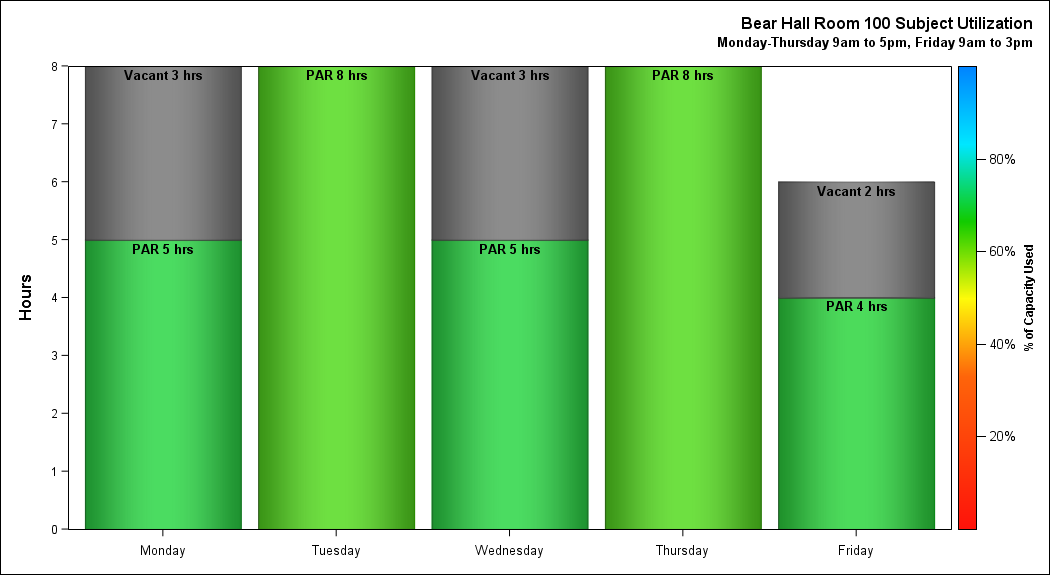 Bear Hall Room 100 Subject Utilization
Monday-Thursday 9am to 5pm, Friday 9am to 3pm
Hours
8
7
6
5
4
3
2
1
0
Vacant 3 hrs
PAR 5 hrs
PAR 8 hrs
Vacant 3 hrs
PAR 5 hrs
PAR 8 hrs
Vacant 2 hrs
PAR 4 hrs
Monday
Tuesday
Wednesday
Thursday
Friday
80%
60%
40%
20%
% of Capacity Used